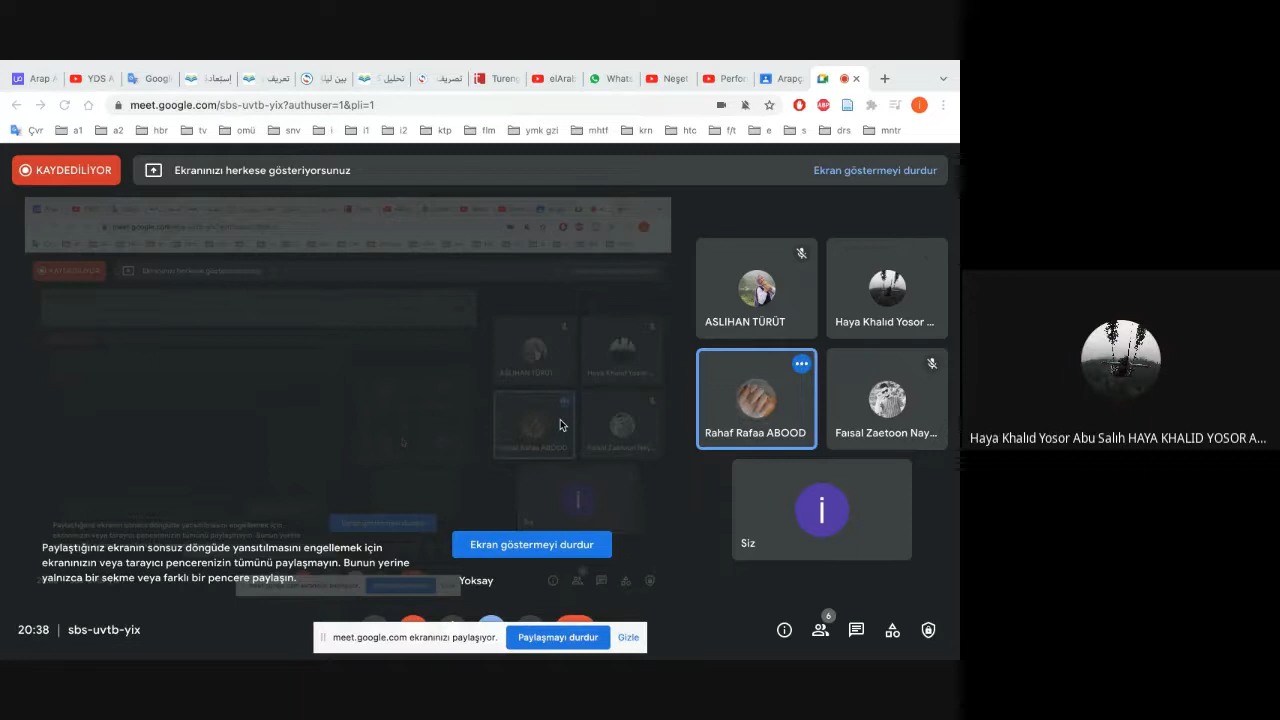 Arap A
YDS A
Google
إستعادة
تعريف
بين ليلة
تحليل
تصريف
Tureng
elArab
Whats
Neşet
Perfor
Arapç
meet.google.com/sbs-uvtb-yix?authuser=1&pli=1
Çvr a1 a2 hbr tv omü snv i i1 i2 ktp flm ymk gzi mhtf krn htc f/t e s drs mntr
KAYDEDİLİYOR
Ekranınızı herkese gösteriyorsunuz
Ekran göstermeyi durdur
ASLIHAN TÜRÜT
Haya Khalıd Yosor ...
Rahaf Rafaa ABOOD
Faısal Zaetoon Nay...
i
Siz
Haya Khalıd Yosor Abu Salıh HAYA KHALID YOSOR A...
Paylaştığınız ekranın sonsuz döngüde yansıtılmasını engellemek için
ekranınızın veya tarayıcı pencerenizin tümünü paylaşmayın. Bunun yerine
yalnızca bir sekme veya farklı bir pencere paylaşın.
Ekran göstermeyi durdur
Yoksay
20:38 | sbs-uvtb-yix
meet.google.com ekranınızı paylaşıyor.
Paylaşmayı durdur
Gizle
6